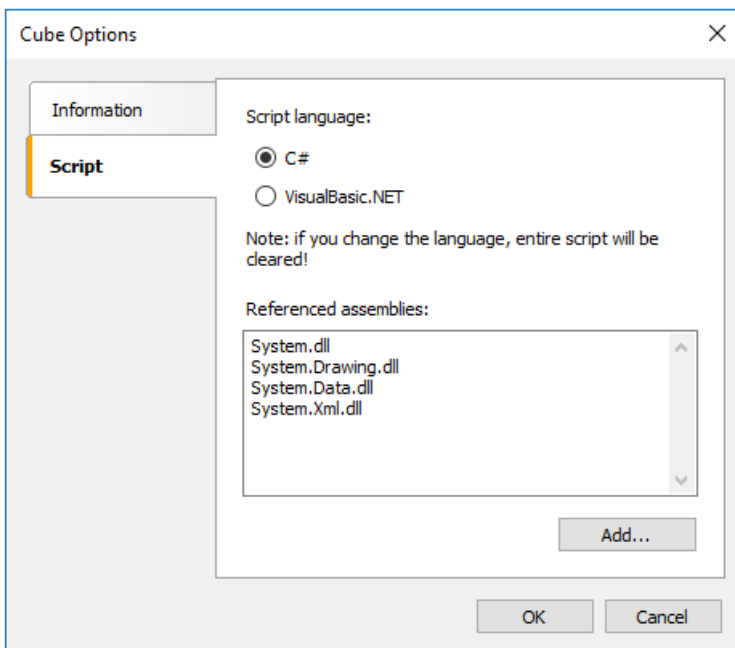 Cube Options
Information
Script
Script language:
C#
VisualBasic.NET
Note: if you change the language, entire script will be
cleared!
Referenced assemblies:
System.dll
System.Drawing.dll
System.Data.dll
System.Xml.dll
Add...
OK
Cancel